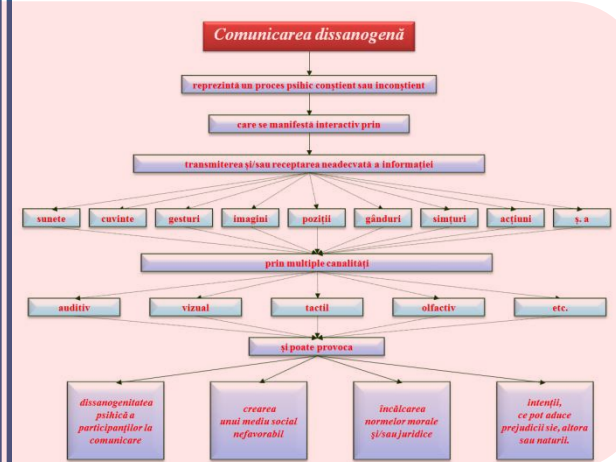 Comunicarea dissanogenă
reprezintă un proces psihic conștient sau inconștient
care se manifestă interactiv prin
transmiterea și/sau receptarea neadecvată a informației
sunete cuvinte gesturi imagini poziții gânduri simțuri acțiuni ș. a
prin multiple canalități
auditiv vizual tactil olfactiv etc.
și poate provoca
dissanogenitatea
psihică a
participanților la
comunicare
crearea
unui mediu social
nefavorabil
încălcarea
normelor morale
și/sau juridice
intenții,
ce pot aduce
prejudicii sie, altora
sau naturii.